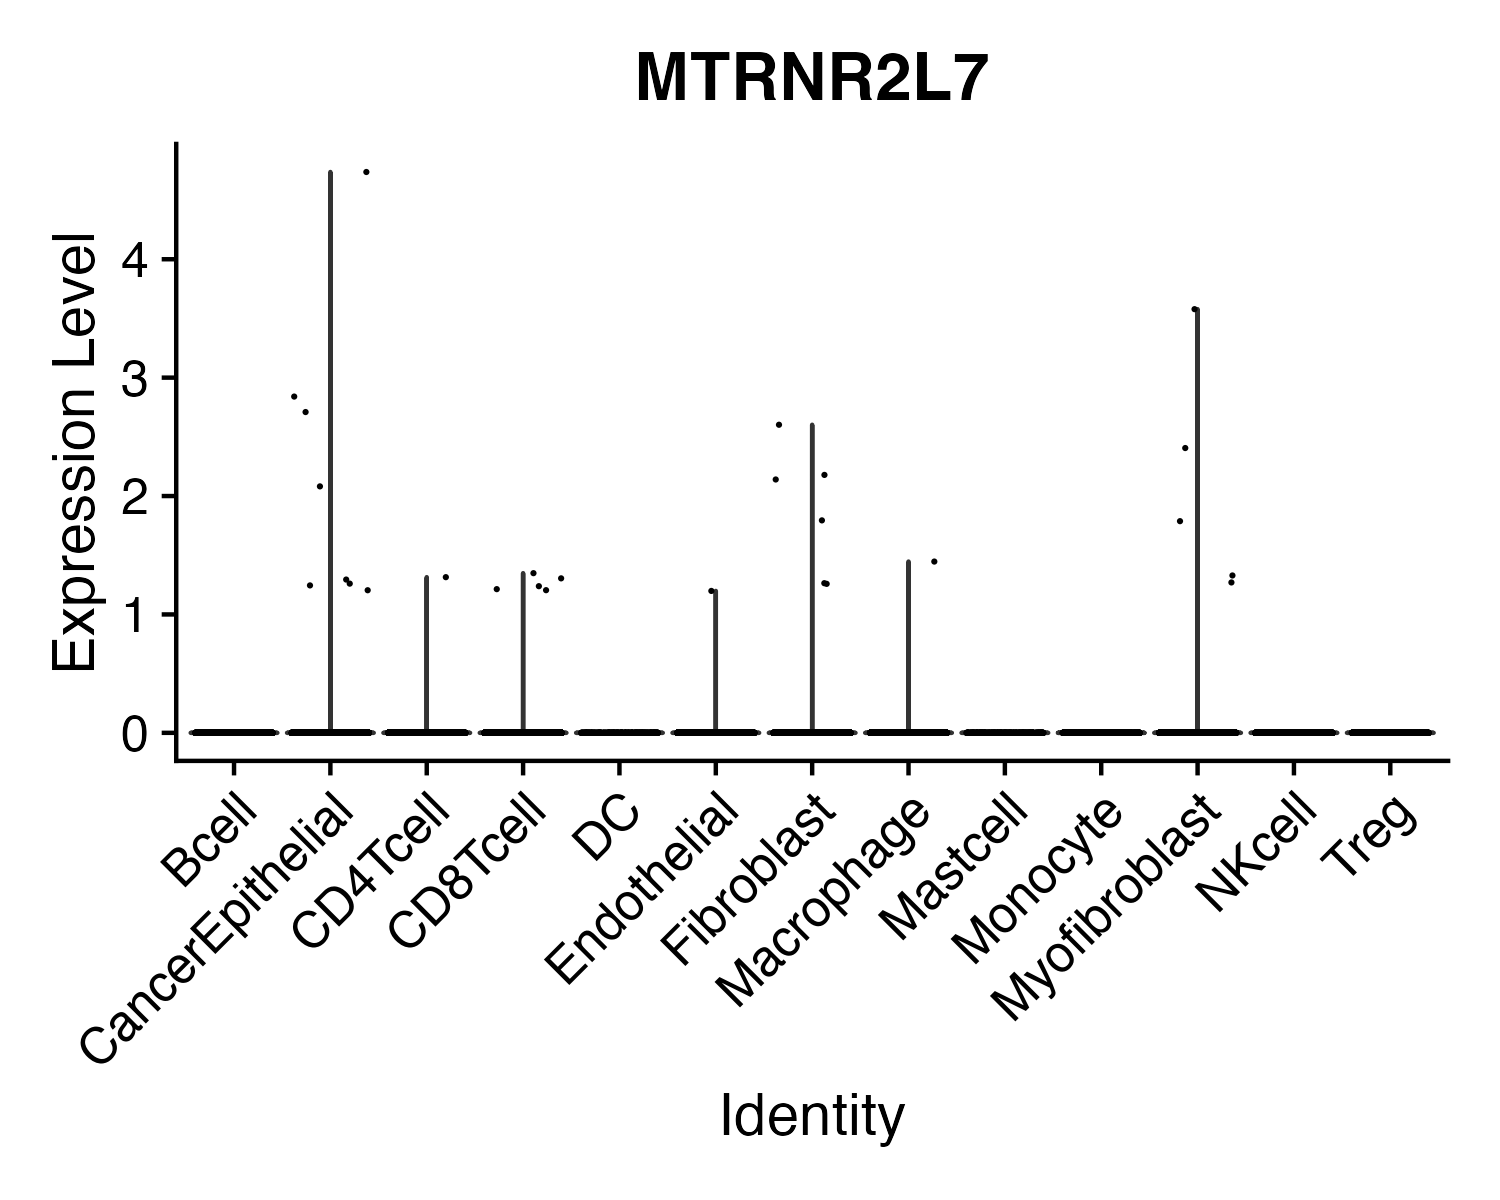 MTRNR2L7
Expression Level
4
3
2
1
0
Bcell
CancerEpithelial
CD4Tcell
CD8Tcell
DC
Endothelial
Fibroblast
Macrophage
Mastcell
Monocyte
Myofibroblast
NKcell
Treg
Identity